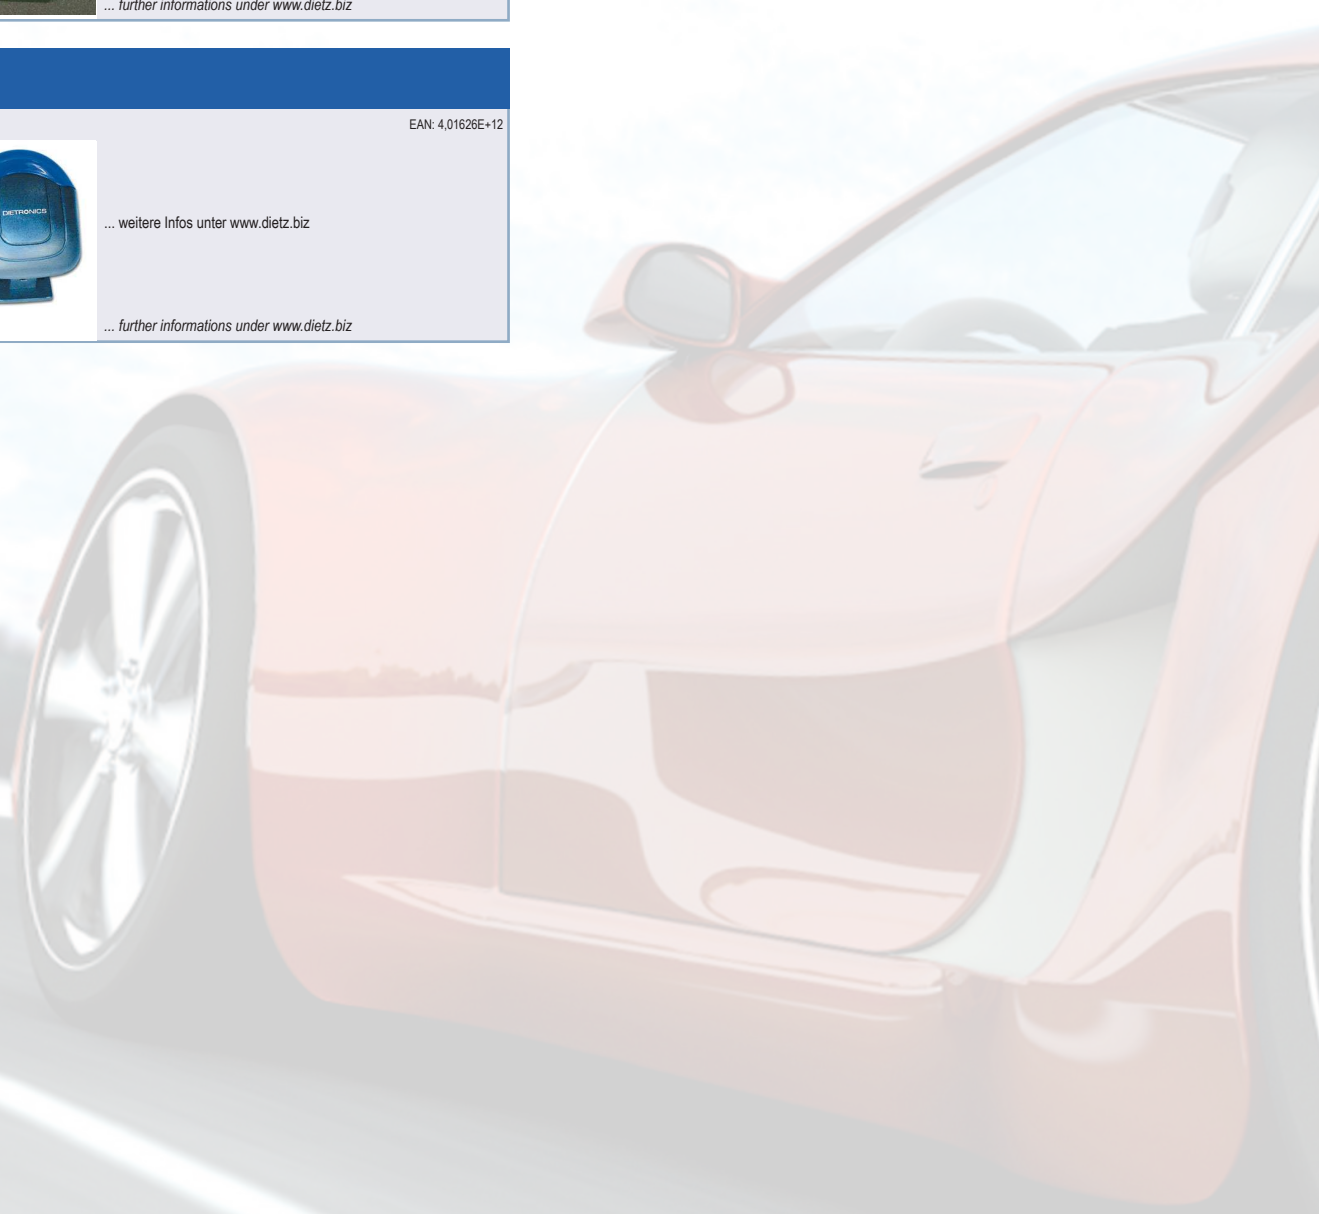 ... further informations under www.dietz.biz
EAN: 4,01626E+12
DIETRONICS
... weitere Infos unter www.dietz.biz
... further informations under www.dietz.biz